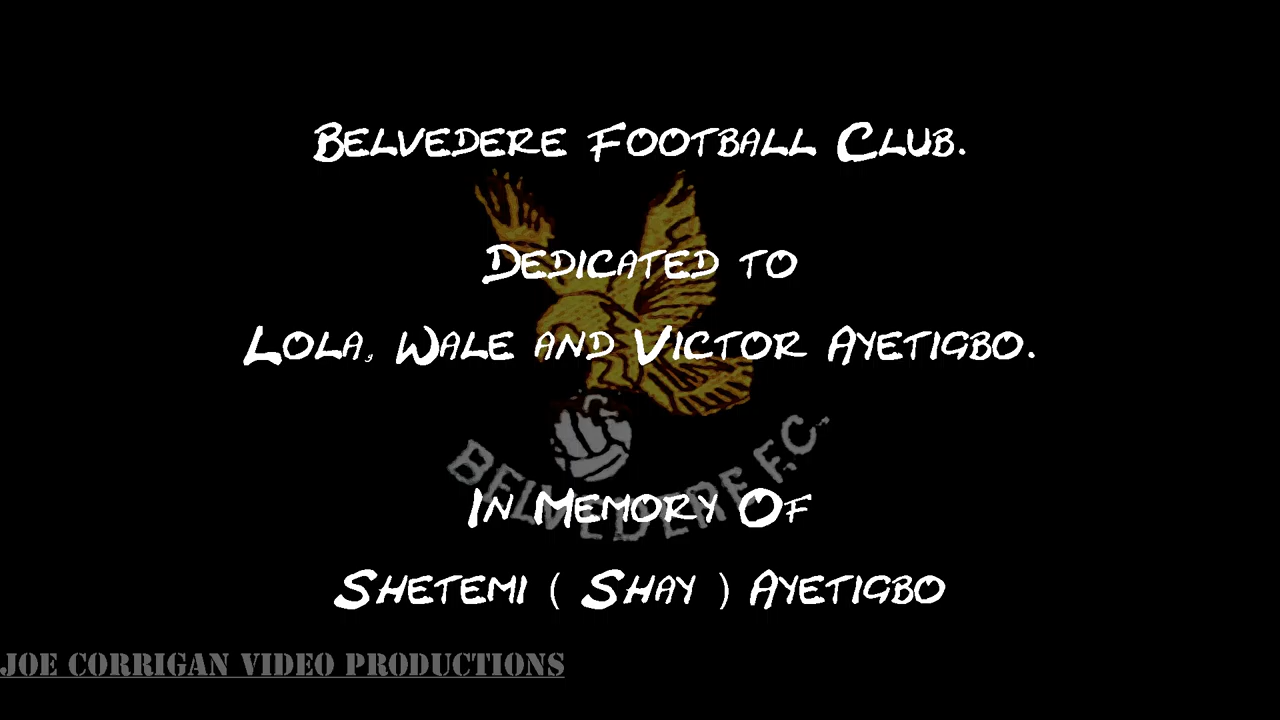 Belvedere Football Club.
Dedicated to
Lola, Wale and Victor Ayetigbo.
BELVEDERE F.C.
In Memory Of
Shetemi ( Shay ) Ayetigbo
JOE CORRIGAN VIDEO PRODUCTIONS